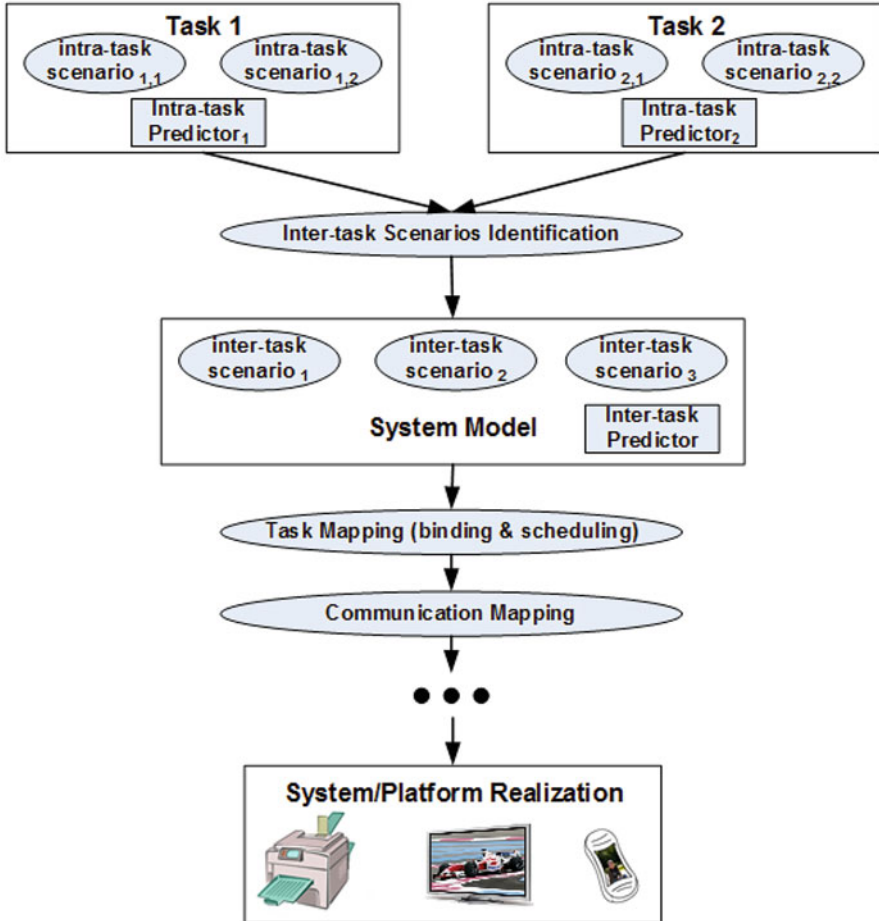 Task 1
intra-task
scenario 1,1
intra-task
scenario 1,2
Intra-task
Predictor1
Task 2
intra-task
scenario 2,1
intra-task
scenario 2,2
Intra-task
Predictor2
Inter-task Scenarios Identification
inter-task
scenario 1
inter-task
scenario 2
inter-task
scenario 3
System Model
Inter-task
Predictor
Task Mapping (binding & scheduling)
Communication Mapping
System/Platform Realization